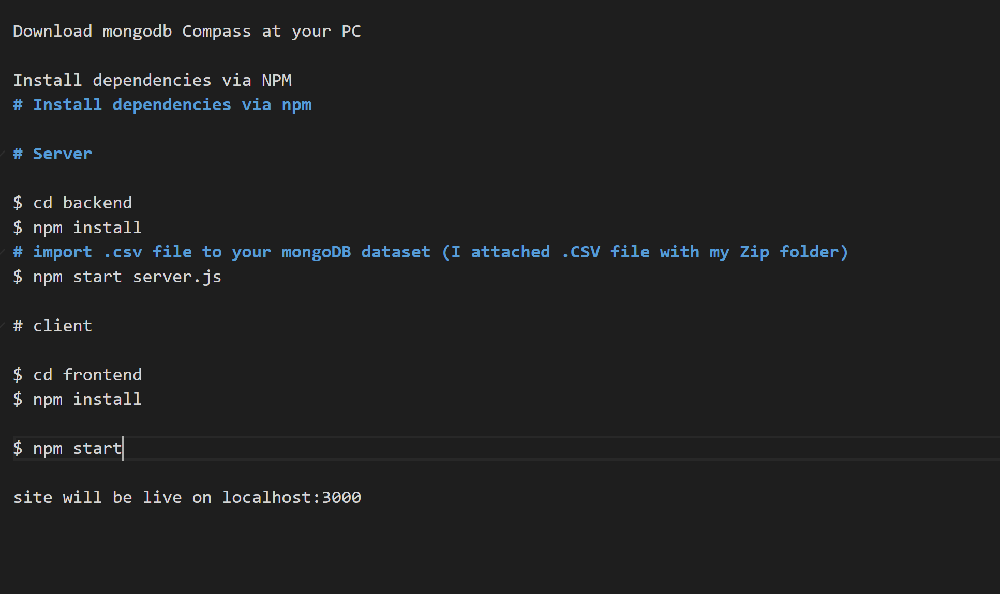 Download mongodb Compass at your PC
Install dependencies via NPM
# Install dependencies via npm
# Server
$ cd backend
$ npm install
# import .csv file to your mongoDB dataset (I attached .CSV file with my Zip folder)
$ npm start server.js
# client
$ cd frontend
$ npm install
$ npm start
site will be live on localhost:3000